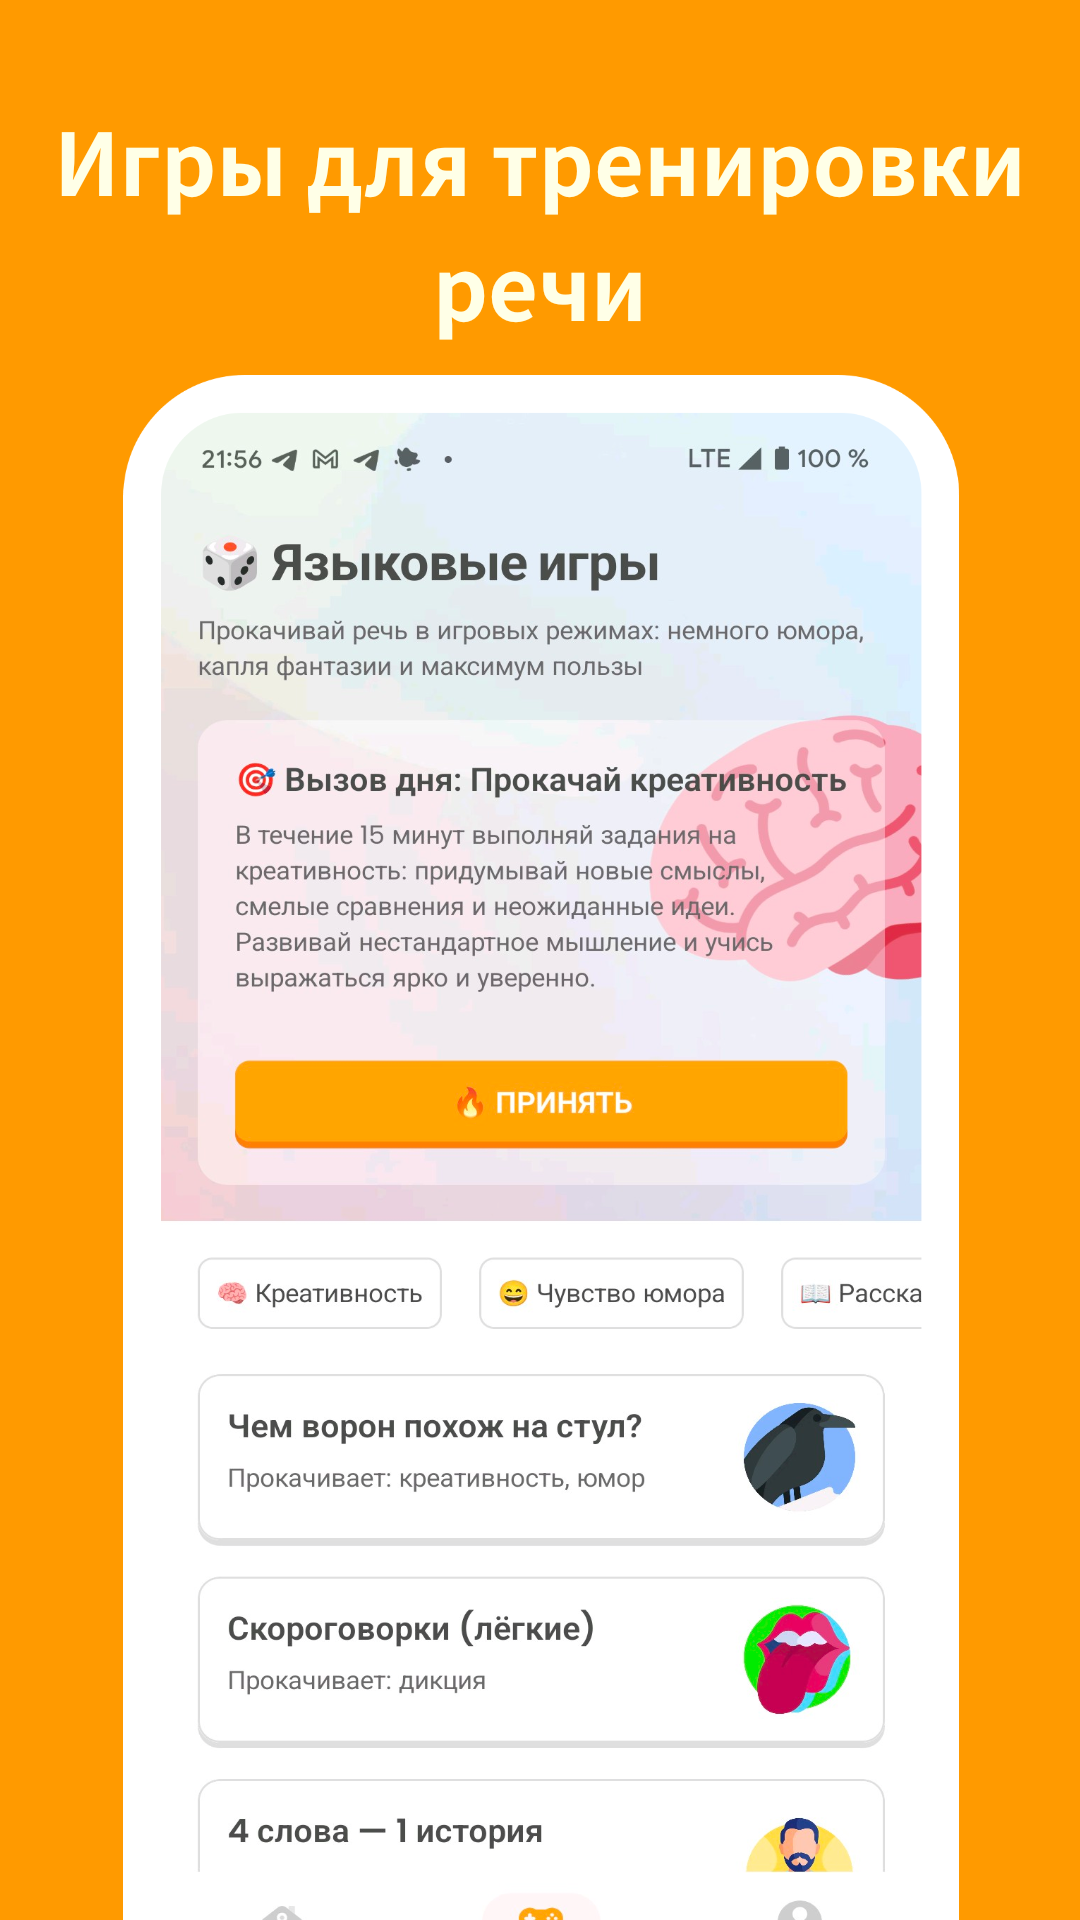 Игры для тренировки
речи
21:56
LTE 100 %
Языковые игры
Прокачивай речь в игровых режимах: немного юмора,
капля фантазии и максимум пользы
Вызов дня: Прокачай креативность
В течение 15 минут выполняй задания на
креативность: придумывай новые смыслы,
смелые сравнения и неожиданные идеи.
Развивай нестандартное мышление и учись
выражаться ярко и уверенно.
ПРИНЯТЬ
Креативность
Чувство юмора
Расска
Чем ворон похож на стул?
Прокачивает: креативность, юмор
Скороговорки (лёгкие)
Прокачивает: дикция
4 слова — 1 история